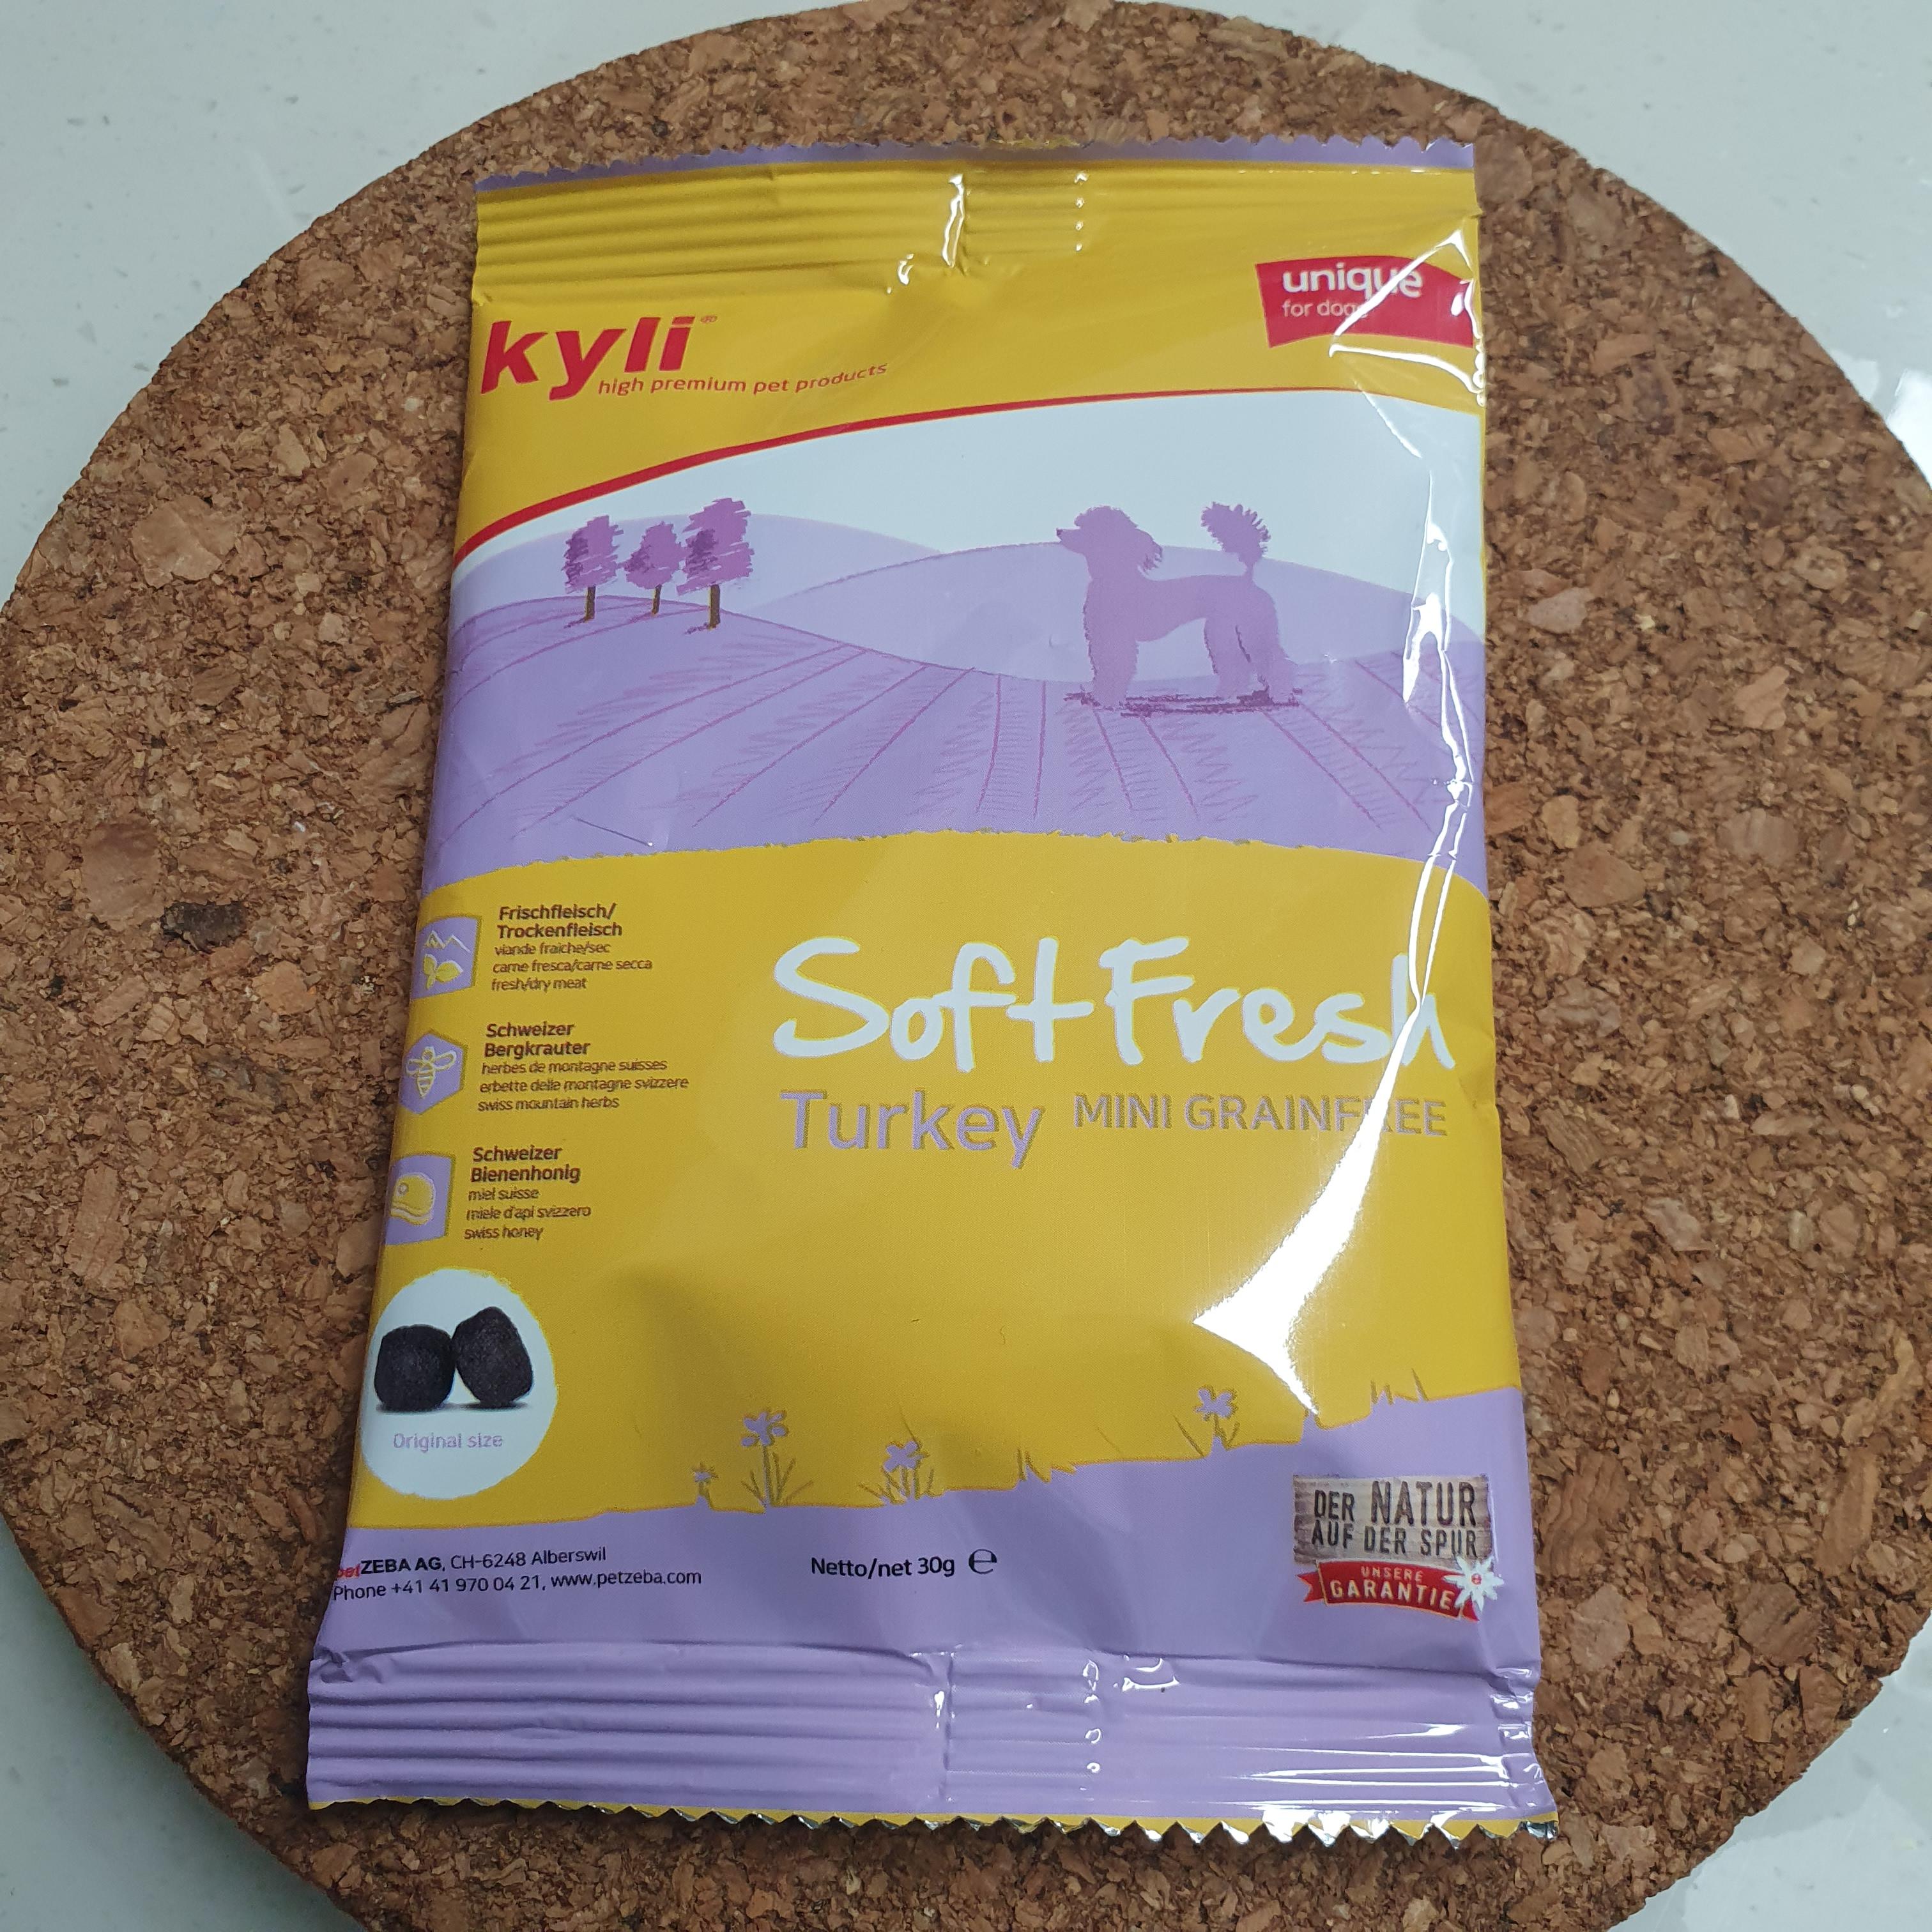 kyli®
high premium pet products
unique
for dogs
Frischfleisch/
Trockenfleisch
viande fraîche/sec
carne fresca/carne secca
fresh/dry meat
Schweizer
Bergkrauter
herbes de montagne suisses
erbette delle montagne svizzere
swiss mountain herbs
Schweizer
Bienenhonig
miel suisse
miele d'api svizzero
swiss honey
SoftFresh
Turkey MINI GRAINFREE
Original size
petZEBA AG, CH-6248 Alberswil
Phone +41 41 970 04 21, www.petzeba.com
Netto/net 30g ℮
DER NATUR
AUF DER SPUR
UNSERE
GARANTIE